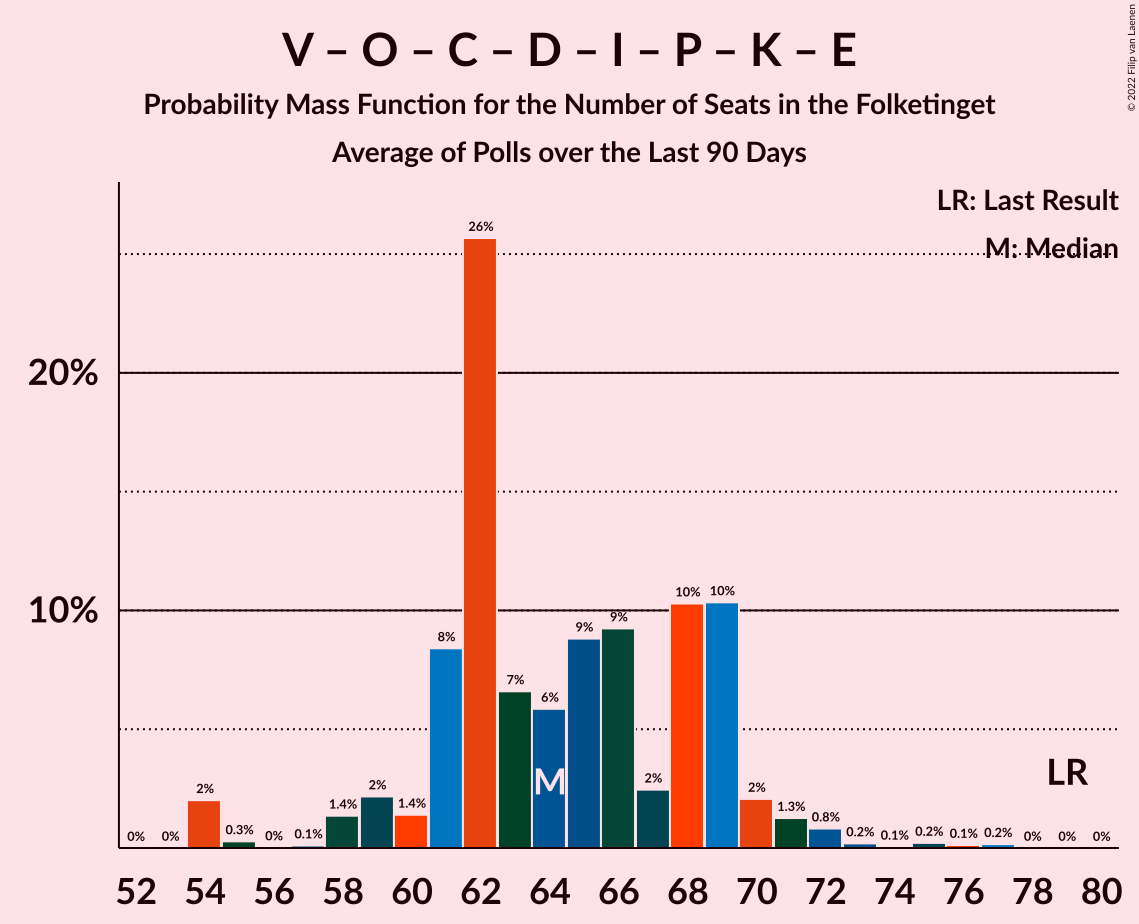 V – O – C – D – I – P – K – E
Probability Mass Function for the Number of Seats in the Folketinget
Average of Polls over the Last 90 Days
© 2022 Filip van Laenen
LR: Last Result
M: Median
20%
10%
0% 0% 2% 0.3% 0% 0.1% 1.4% 2% 1.4% 8% 26% 7% 6% 9% 9% 2% 10% 10% 2% 1.3% 0.8% 0.2% 0.1% 0.2% 0.1% 0.2% 0% 0% 0%
M
LR
52 54 56 58 60 62 64 66 68 70 72 74 76 78 80